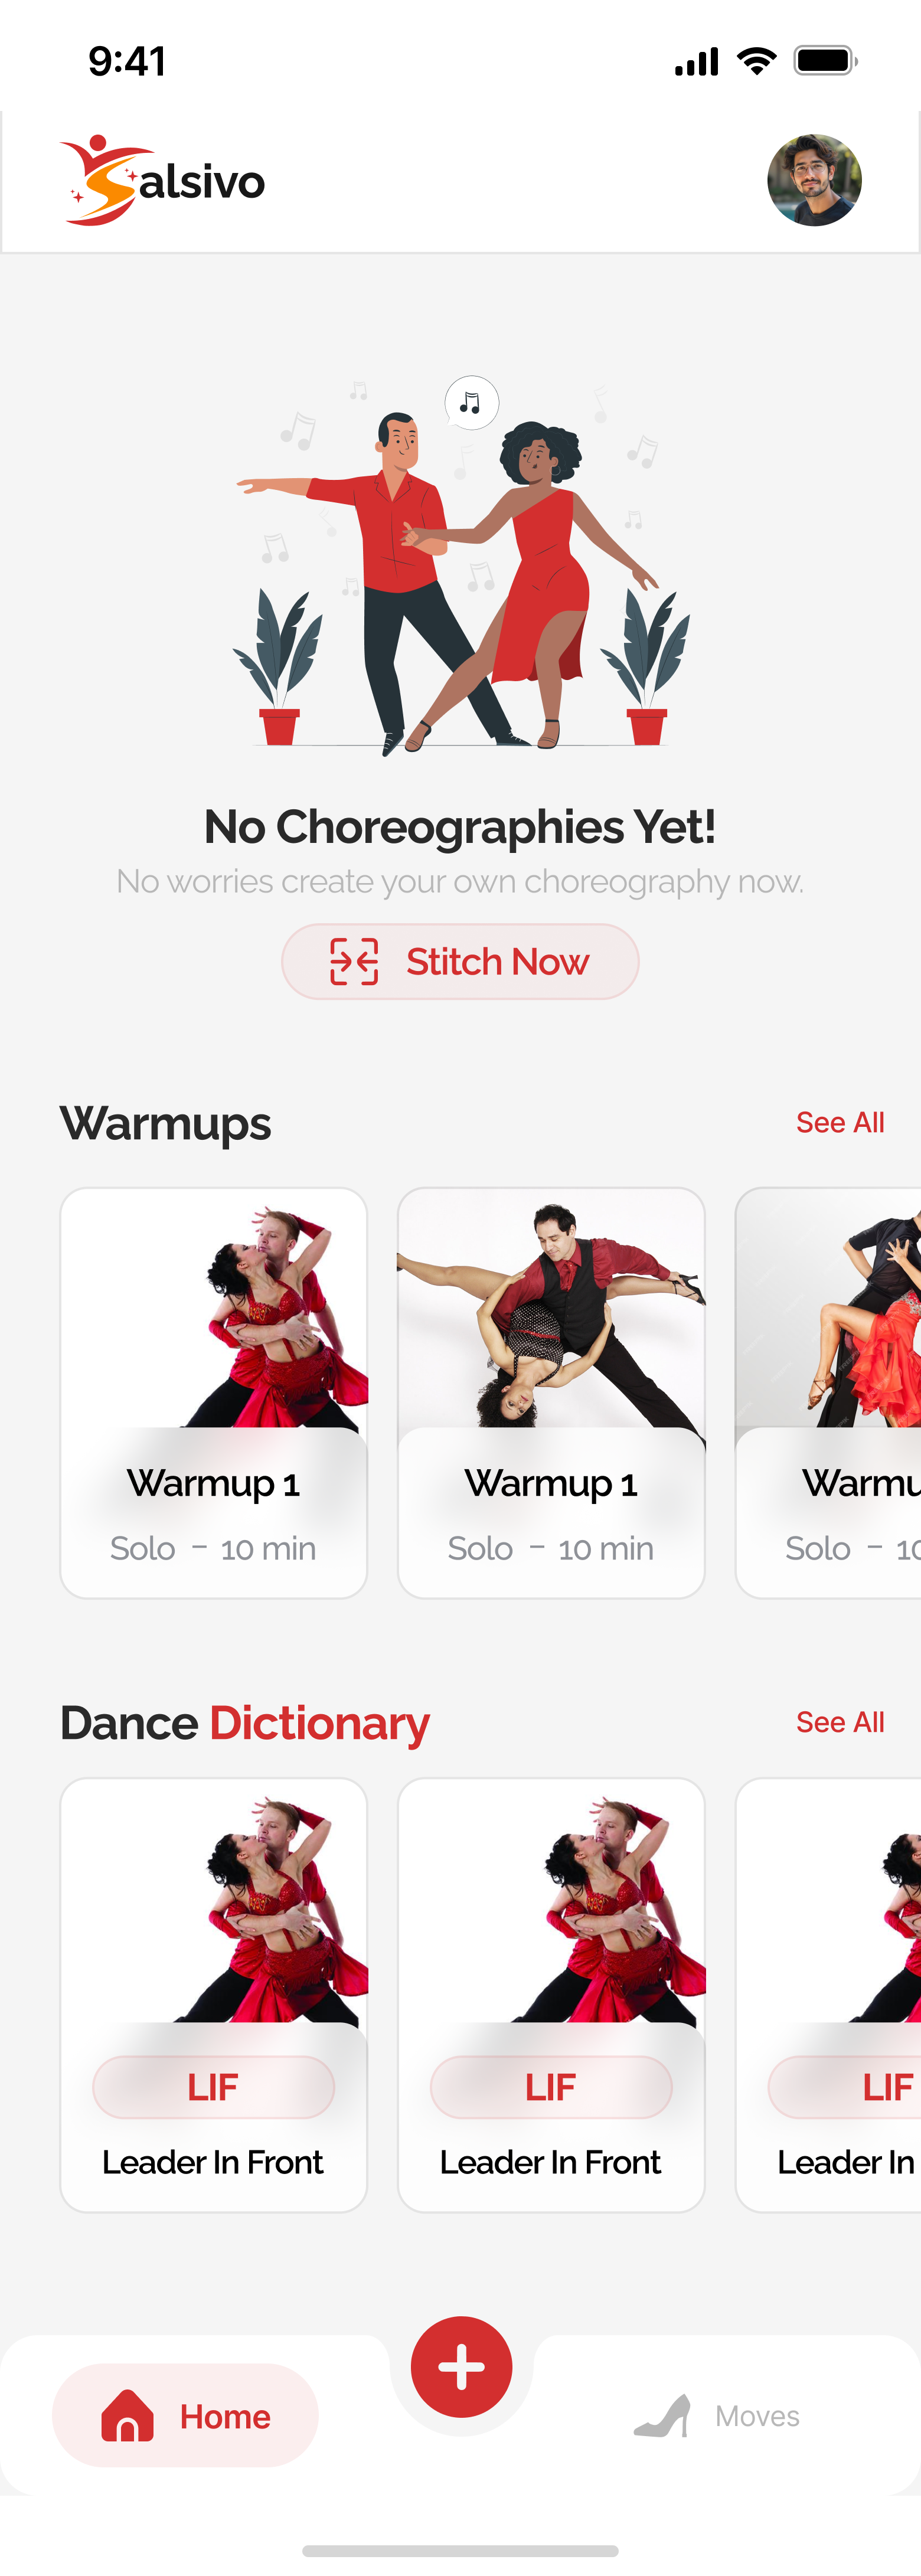 9:41
Salsivo
No Choreographies Yet!
No worries create your own choreography now.
Stitch Now
Warmups See All
Warmup 1 Warmup 1 Warmu
Solo – 10 min Solo – 10 min Solo – 10
Dance Dictionary See All
LIF LIF LIF
Leader In Front Leader In Front Leader In
Home Moves